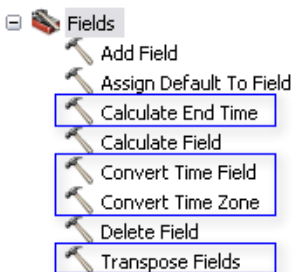 Fields
Add Field
Assign Default To Field
Calculate End Time
Calculate Field
Convert Time Field
Convert Time Zone
Delete Field
Transpose Fields